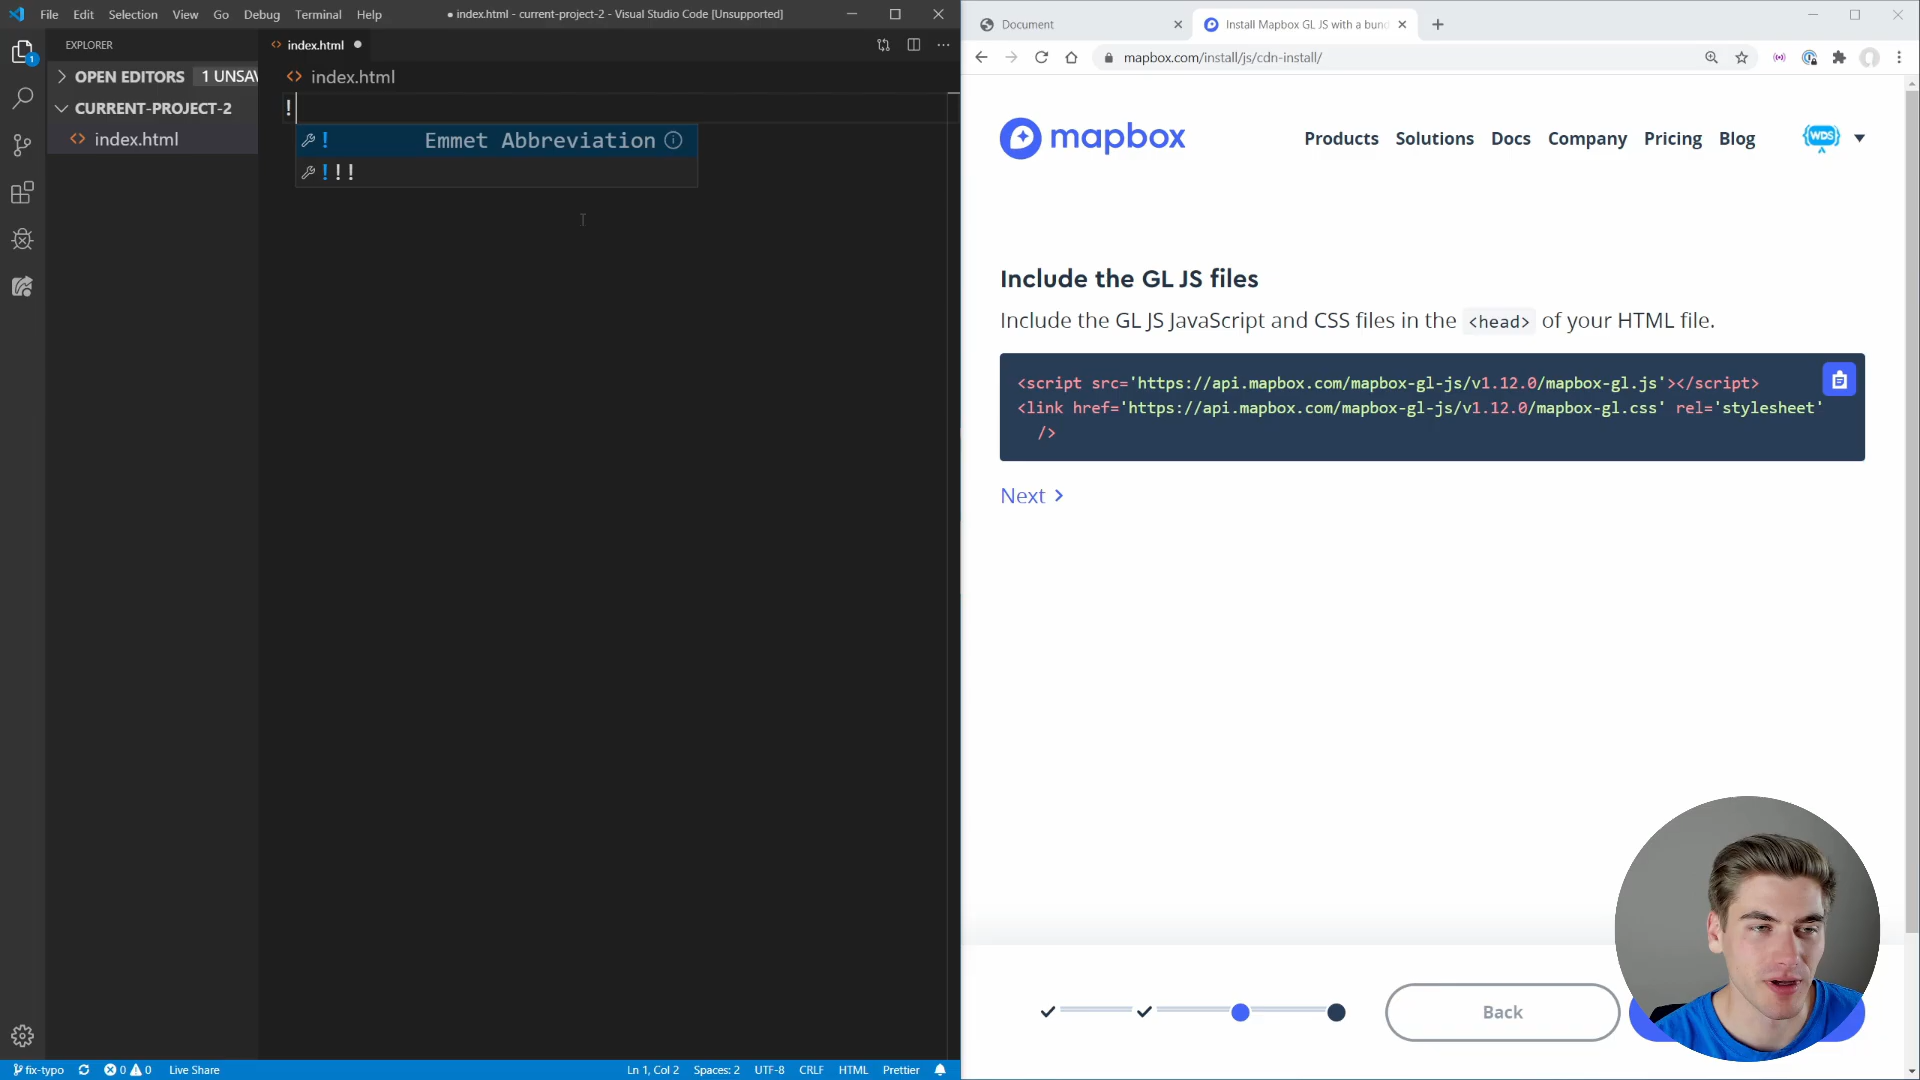 File Edit Selection View Go Debug Terminal Help
● index.html - current-project-2 - Visual Studio Code [Unsupported]
EXPLORER
OPEN EDITORS 1 UNSAV
CURRENT-PROJECT-2
<> index.html
1
<> index.html ●
<> index.html
!
! Emmet Abbreviation
!!!
fix-typo 0 0 Live Share
Ln 1, Col 2 Spaces: 2 UTF-8 CRLF HTML Prettier
Document
Install Mapbox GL JS with a bund
mapbox.com/install/js/cdn-install/
mapbox
Products Solutions Docs Company Pricing Blog
WDS
Include the GL JS files
Include the GL JS JavaScript and CSS files in the <head> of your HTML file.
<script src='https://api.mapbox.com/mapbox-gl-js/v1.12.0/mapbox-gl.js'></script>
<link href='https://api.mapbox.com/mapbox-gl-js/v1.12.0/mapbox-gl.css' rel='stylesheet'
/>
Next >
Back